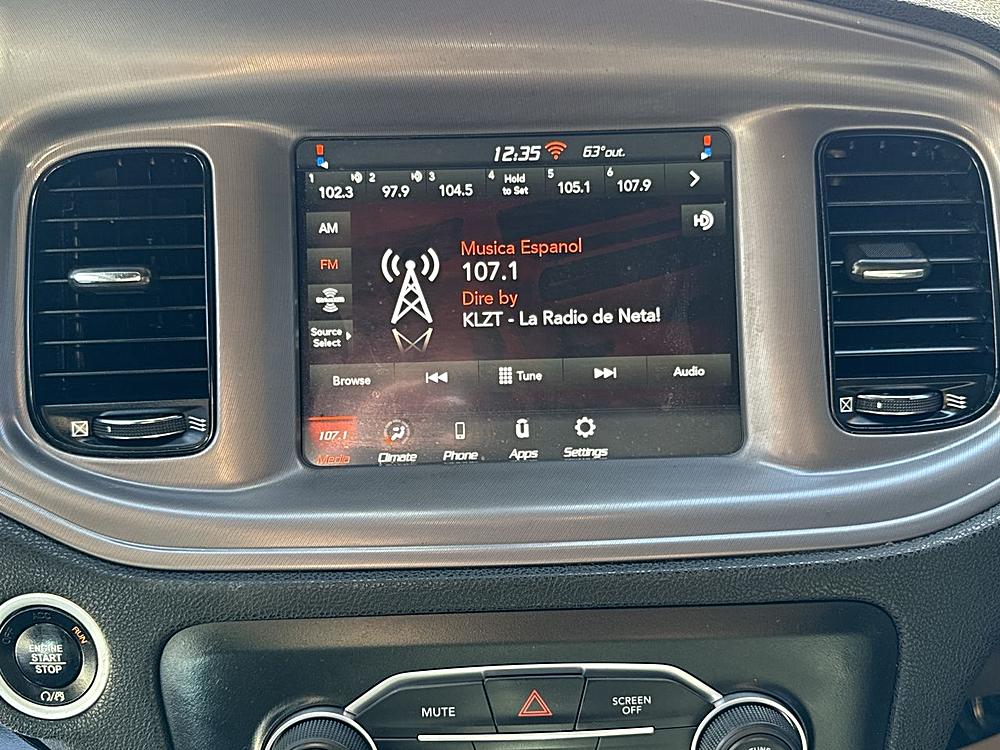 12:35 63°out.
1 102.3 2 97.9 3 104.5 4 Hold to Set 5 105.1 6 107.9
AM
HD
Musica Espanol
FM
107.1
Dire by
KLZT - La Radio de Neta!
Source
Select
Browse
Tune
Audio
107.1
Media
Climate
Phone
Apps
Settings
RUN
ENGINE
START
STOP
MUTE
SCREEN
OFF